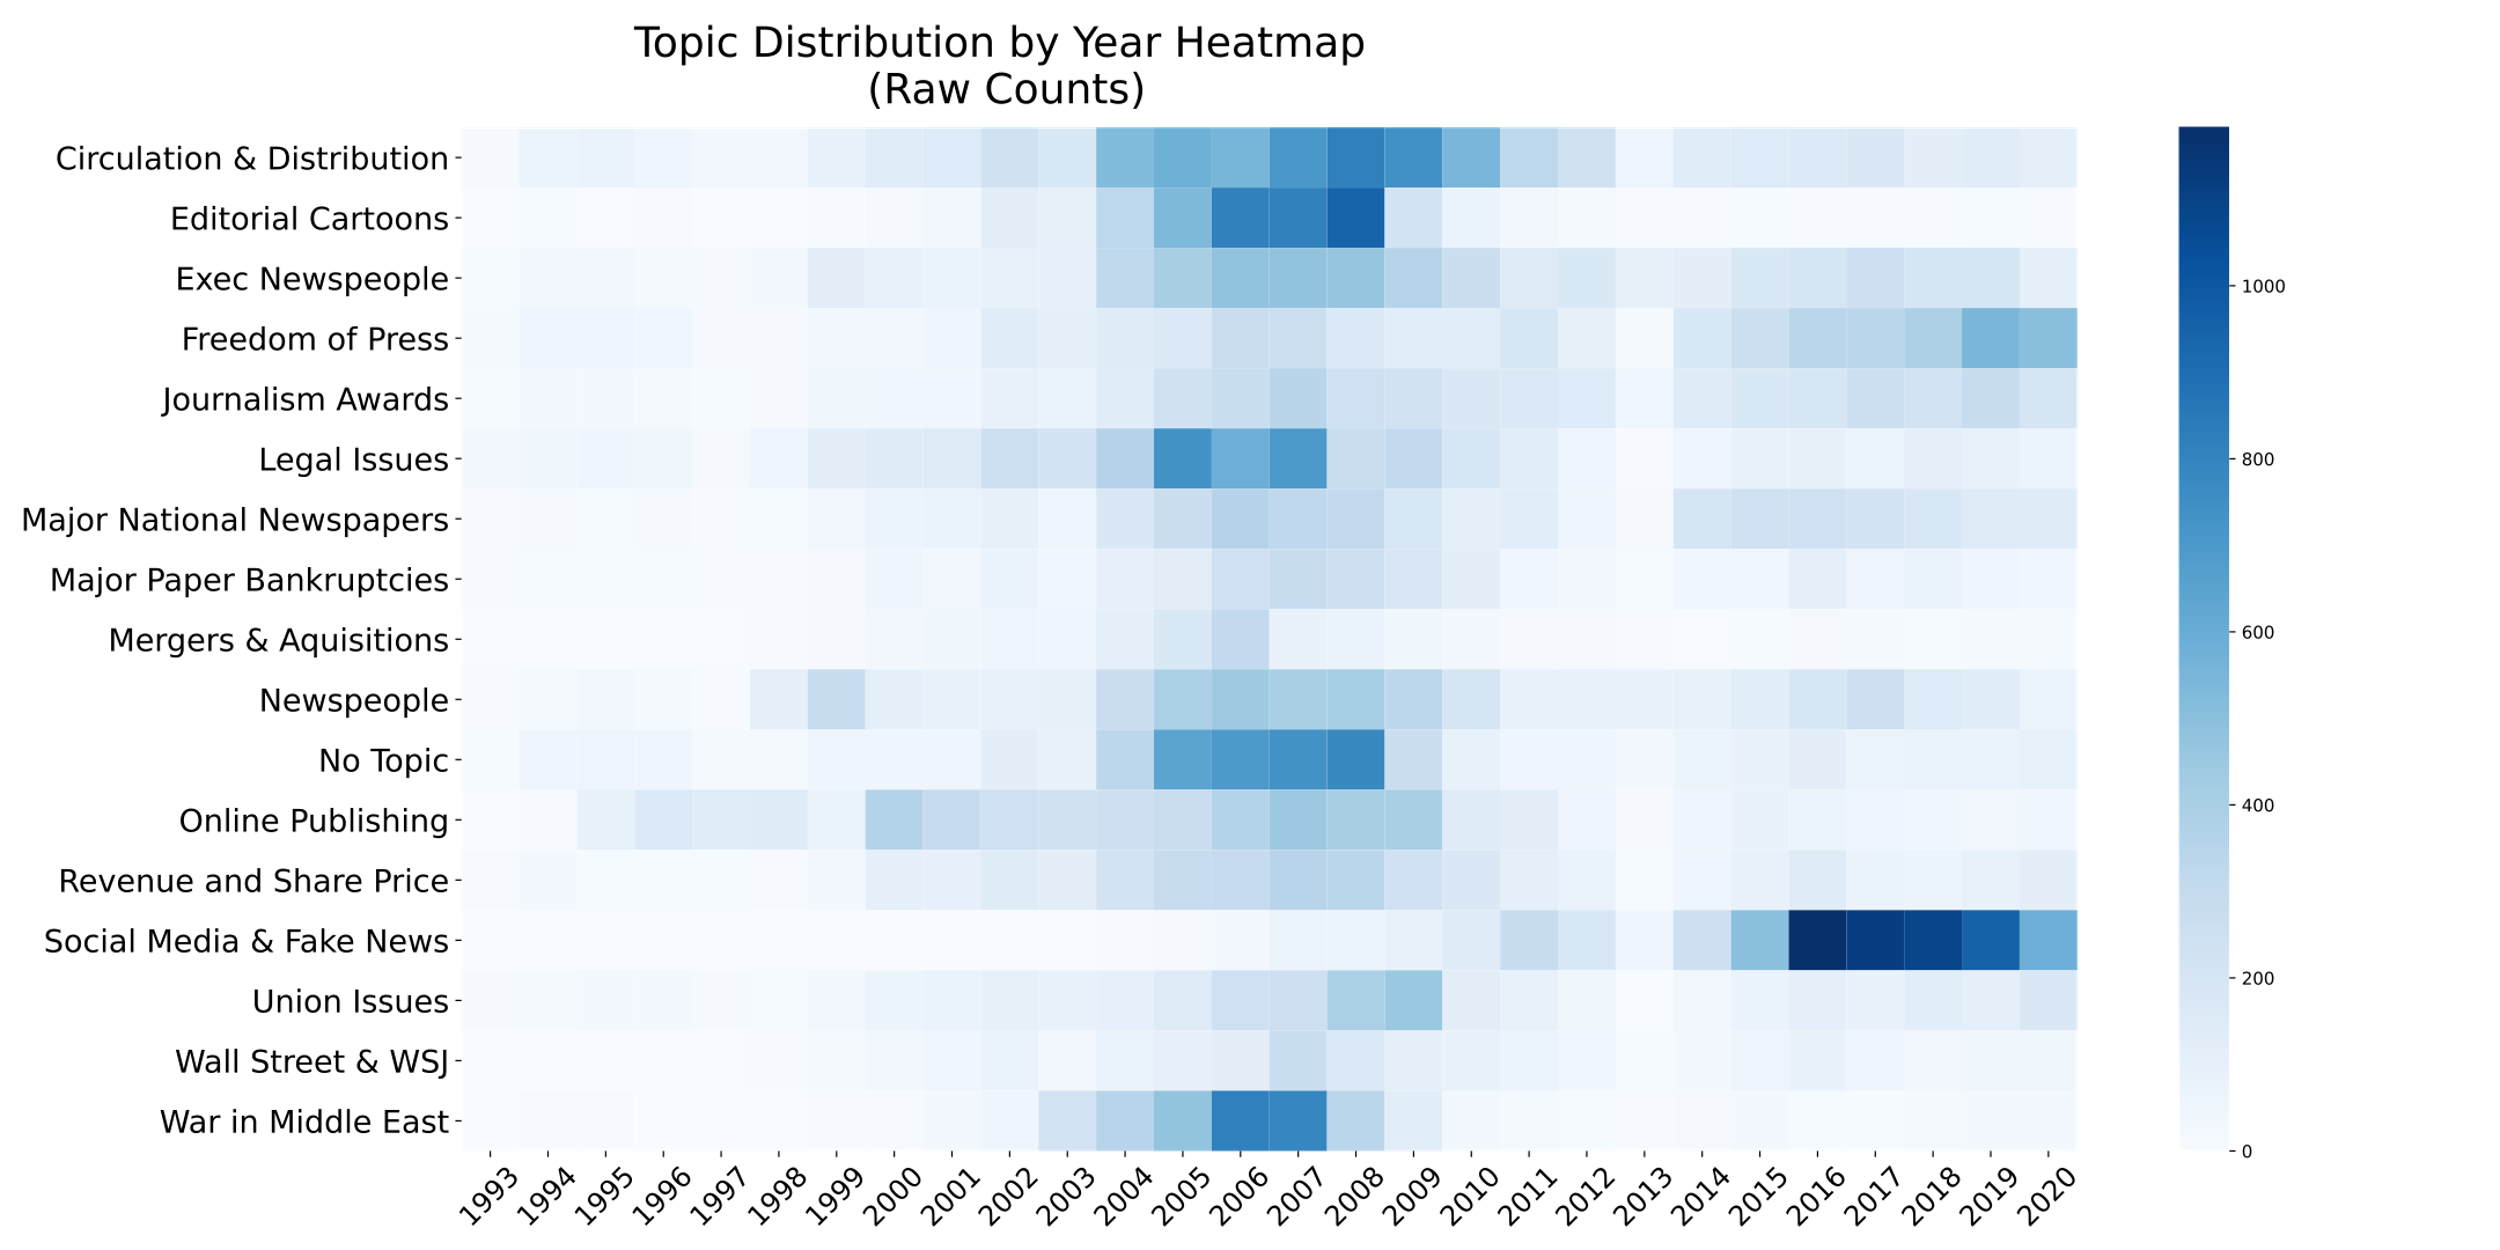 Topic Distribution by Year Heatmap
(Raw Counts)
Circulation & Distribution
Editorial Cartoons
Exec Newspeople
Freedom of Press
Journalism Awards
Legal Issues
Major National Newspapers
Major Paper Bankruptcies
Mergers & Aquisitions
Newspeople
No Topic
Online Publishing
Revenue and Share Price
Social Media & Fake News
Union Issues
Wall Street & WSJ
War in Middle East
1993 1994 1995 1996 1997 1998 1999 2000 2001 2002 2003 2004 2005 2006 2007 2008 2009 2010 2011 2012 2013 2014 2015 2016 2017 2018 2019 2020
1000
800
600
400
200
0